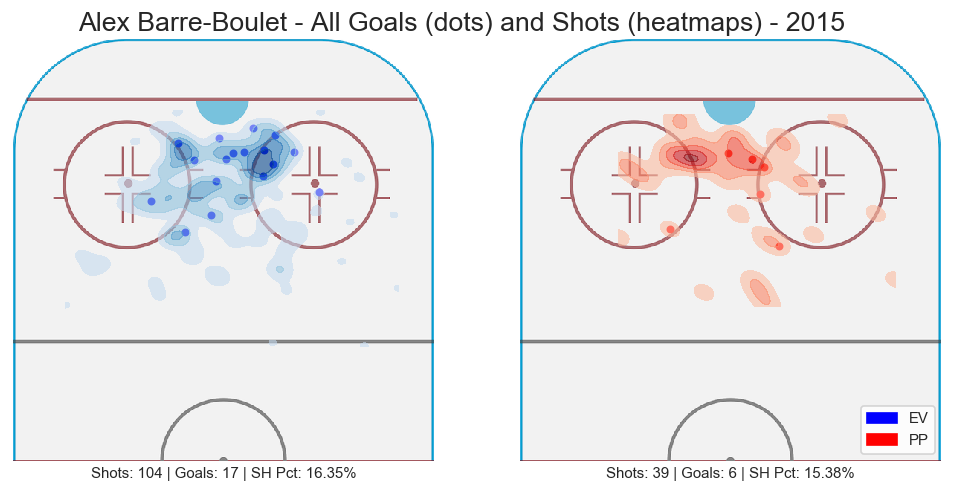 Alex Barre-Boulet - All Goals (dots) and Shots (heatmaps) - 2015
EV
PP
Shots: 104 | Goals: 17 | SH Pct: 16.35%
Shots: 39 | Goals: 6 | SH Pct: 15.38%